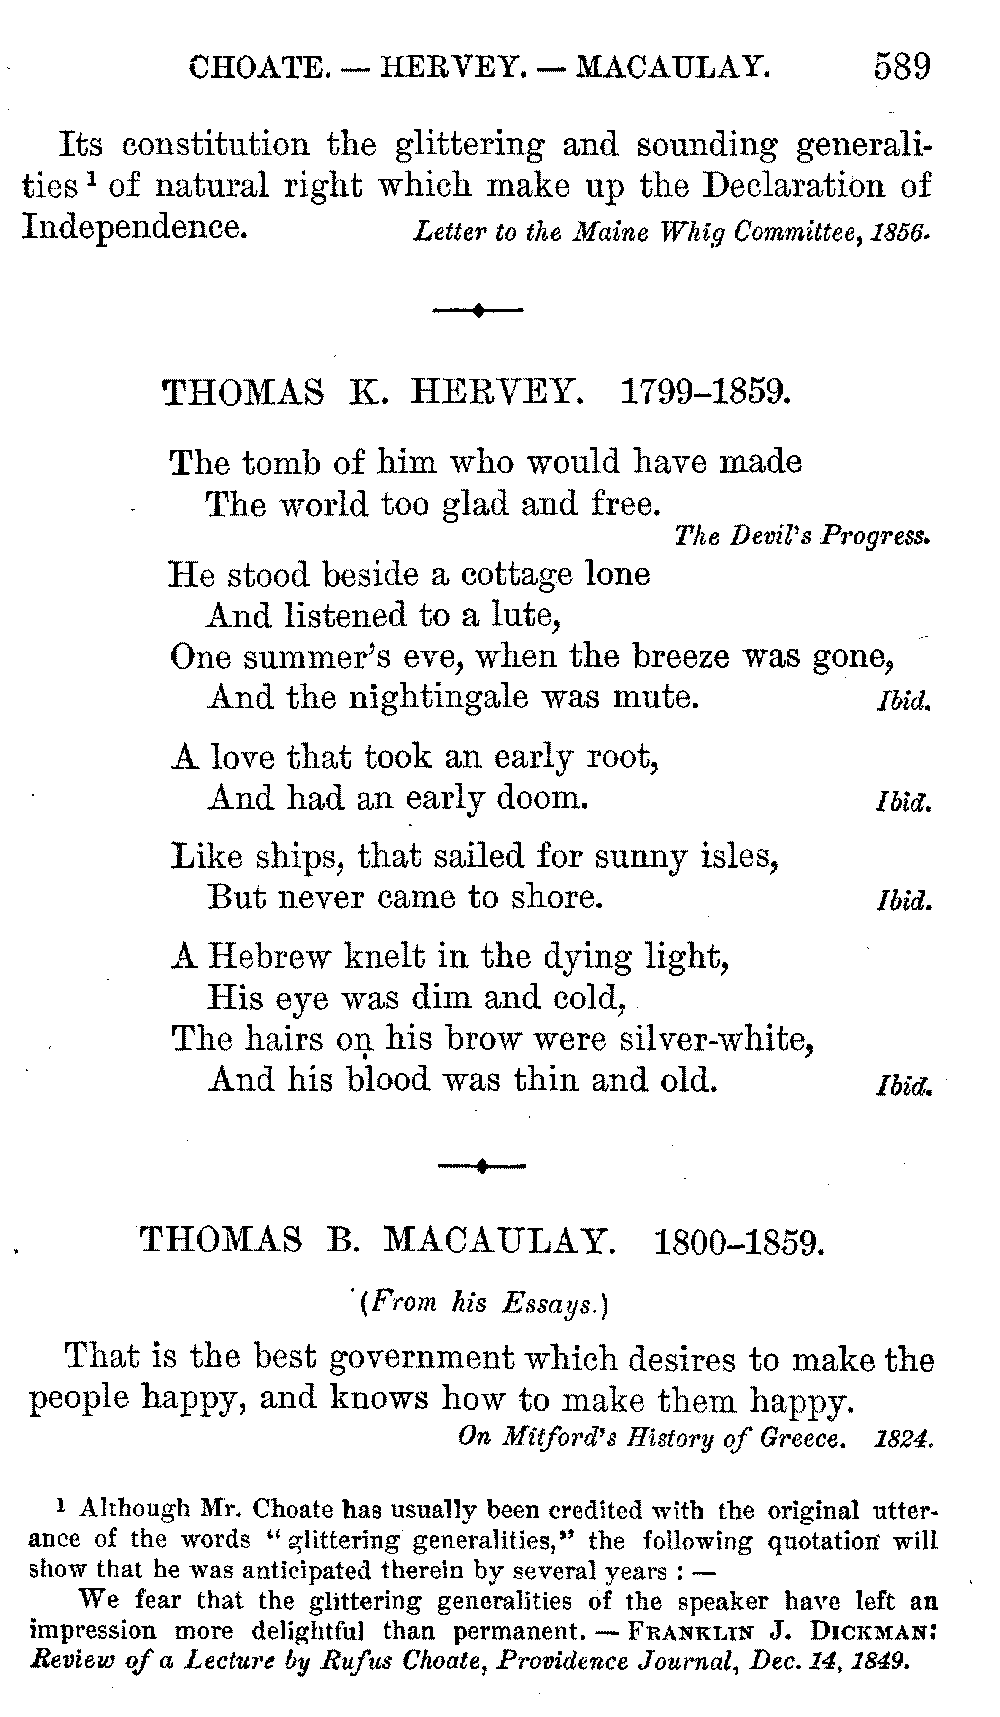 CHOATE. — HERVEY. — MACAULAY. 589
Its constitution the glittering and sounding generali-
ties ¹ of natural right which make up the Declaration of
Independence. Letter to the Maine Whig Committee, 1856.
THOMAS K. HERVEY. 1799–1859.
The tomb of him who would have made
The world too glad and free.
The Devil's Progress.
He stood beside a cottage lone
And listened to a lute,
One summer's eve, when the breeze was gone,
And the nightingale was mute. Ibid.
A love that took an early root,
And had an early doom. Ibid.
Like ships, that sailed for sunny isles,
But never came to shore. Ibid.
A Hebrew knelt in the dying light,
His eye was dim and cold,
The hairs on his brow were silver-white,
And his blood was thin and old. Ibid.
THOMAS B. MACAULAY. 1800–1859.
(From his Essays.)
That is the best government which desires to make the
people happy, and knows how to make them happy.
On Mitford's History of Greece. 1824.
¹ Although Mr. Choate has usually been credited with the original utter-
ance of the words "glittering generalities," the following quotation will
show that he was anticipated therein by several years : —
We fear that the glittering generalities of the speaker have left an
impression more delightful than permanent. — FRANKLIN J. DICKMAN:
Review of a Lecture by Rufus Choate, Providence Journal, Dec. 14, 1849.